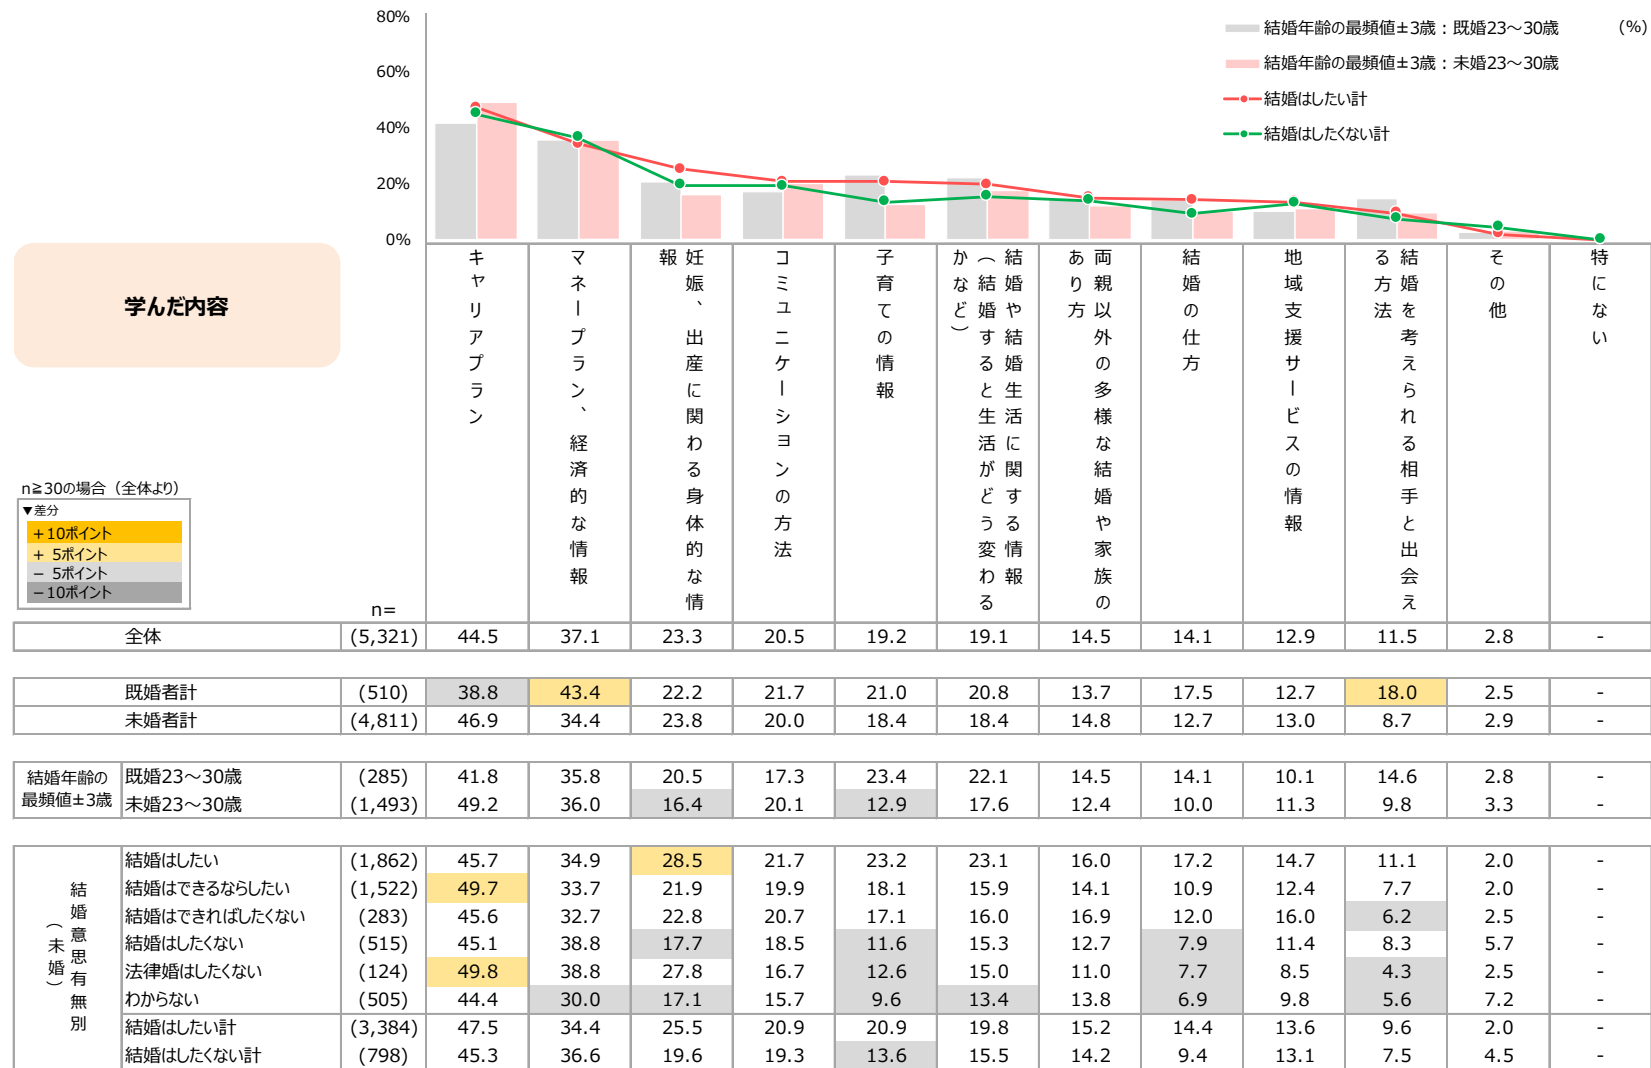 80%
60%
40%
20%
0%
結婚年齢の最頻値±3歳：既婚23～30歳
(%)
結婚年齢の最頻値±3歳：未婚23～30歳
結婚はしたい計
結婚はしたくない計
学んだ内容
キャリアプラン
マネープラン、経済的な情報
妊娠、出産に関わる身体的な情
報
コミュニケーションの方法
子育ての情報
結婚や結婚生活に関する情報
（結婚すると生活がどう変わる
かなど）
両親以外の多様な結婚や家族の
あり方
結婚の仕方
地域支援サービスの情報
結婚を考えられる相手と出会え
る方法
その他
特にない
n≧30の場合（全体より）
▼差分
＋10ポイント
＋ 5ポイント
－ 5ポイント
－10ポイント
n=
全体 (5,321) 44.5 37.1 23.3 20.5 19.2 19.1 14.5 14.1 12.9 11.5 2.8 -
既婚者計 (510) 38.8 43.4 22.2 21.7 21.0 20.8 13.7 17.5 12.7 18.0 2.5 -
未婚者計 (4,811) 46.9 34.4 23.8 20.0 18.4 18.4 14.8 12.7 13.0 8.7 2.9 -
結婚年齢の
最頻値±3歳
既婚23～30歳 (285) 41.8 35.8 20.5 17.3 23.4 22.1 14.5 14.1 10.1 14.6 2.8 -
未婚23～30歳 (1,493) 49.2 36.0 16.4 20.1 12.9 17.6 12.4 10.0 11.3 9.8 3.3 -
結婚意思有無別
（未婚）
結婚はしたい (1,862) 45.7 34.9 28.5 21.7 23.2 23.1 16.0 17.2 14.7 11.1 2.0 -
結婚はできるならしたい (1,522) 49.7 33.7 21.9 19.9 18.1 15.9 14.1 10.9 12.4 7.7 2.0 -
結婚はできればしたくない (283) 45.6 32.7 22.8 20.7 17.1 16.0 16.9 12.0 16.0 6.2 2.5 -
結婚はしたくない (515) 45.1 38.8 17.7 18.5 11.6 15.3 12.7 7.9 11.4 8.3 5.7 -
法律婚はしたくない (124) 49.8 38.8 27.8 16.7 12.6 15.0 11.0 7.7 8.5 4.3 2.5 -
わからない (505) 44.4 30.0 17.1 15.7 9.6 13.4 13.8 6.9 9.8 5.6 7.2 -
結婚はしたい計 (3,384) 47.5 34.4 25.5 20.9 20.9 19.8 15.2 14.4 13.6 9.6 2.0 -
結婚はしたくない計 (798) 45.3 36.6 19.6 19.3 13.6 15.5 14.2 9.4 13.1 7.5 4.5 -